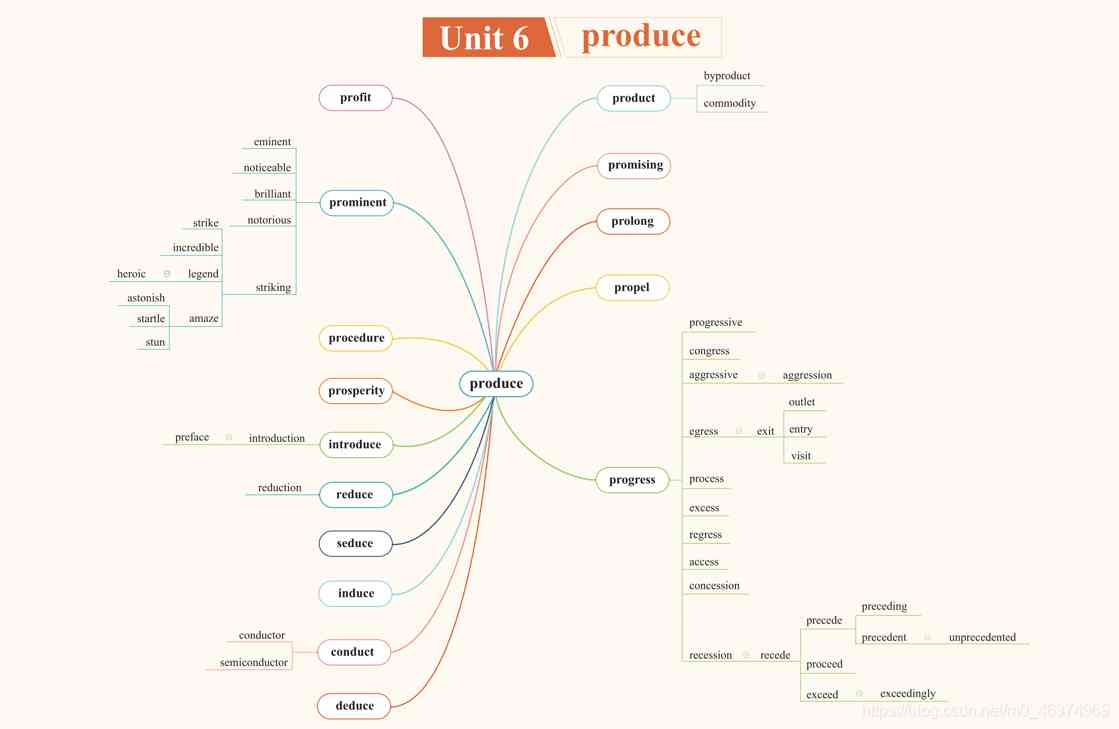 Unit 6 produce
produce
profit
prominent
eminent
noticeable
brilliant
notorious
striking
strike
incredible
legend
heroic
amaze
astonish
startle
stun
procedure
prosperity
introduce
introduction
preface
reduce
reduction
seduce
induce
conduct
conductor
semiconductor
deduce
product
byproduct
commodity
promising
prolong
propel
progress
progressive
congress
aggressive
aggression
egress
exit
outlet
entry
visit
process
excess
regress
access
concession
recession
recede
precede
preceding
precedent
unprecedented
proceed
exceed
exceedingly
https://blog.csdn.net/m0_46374969